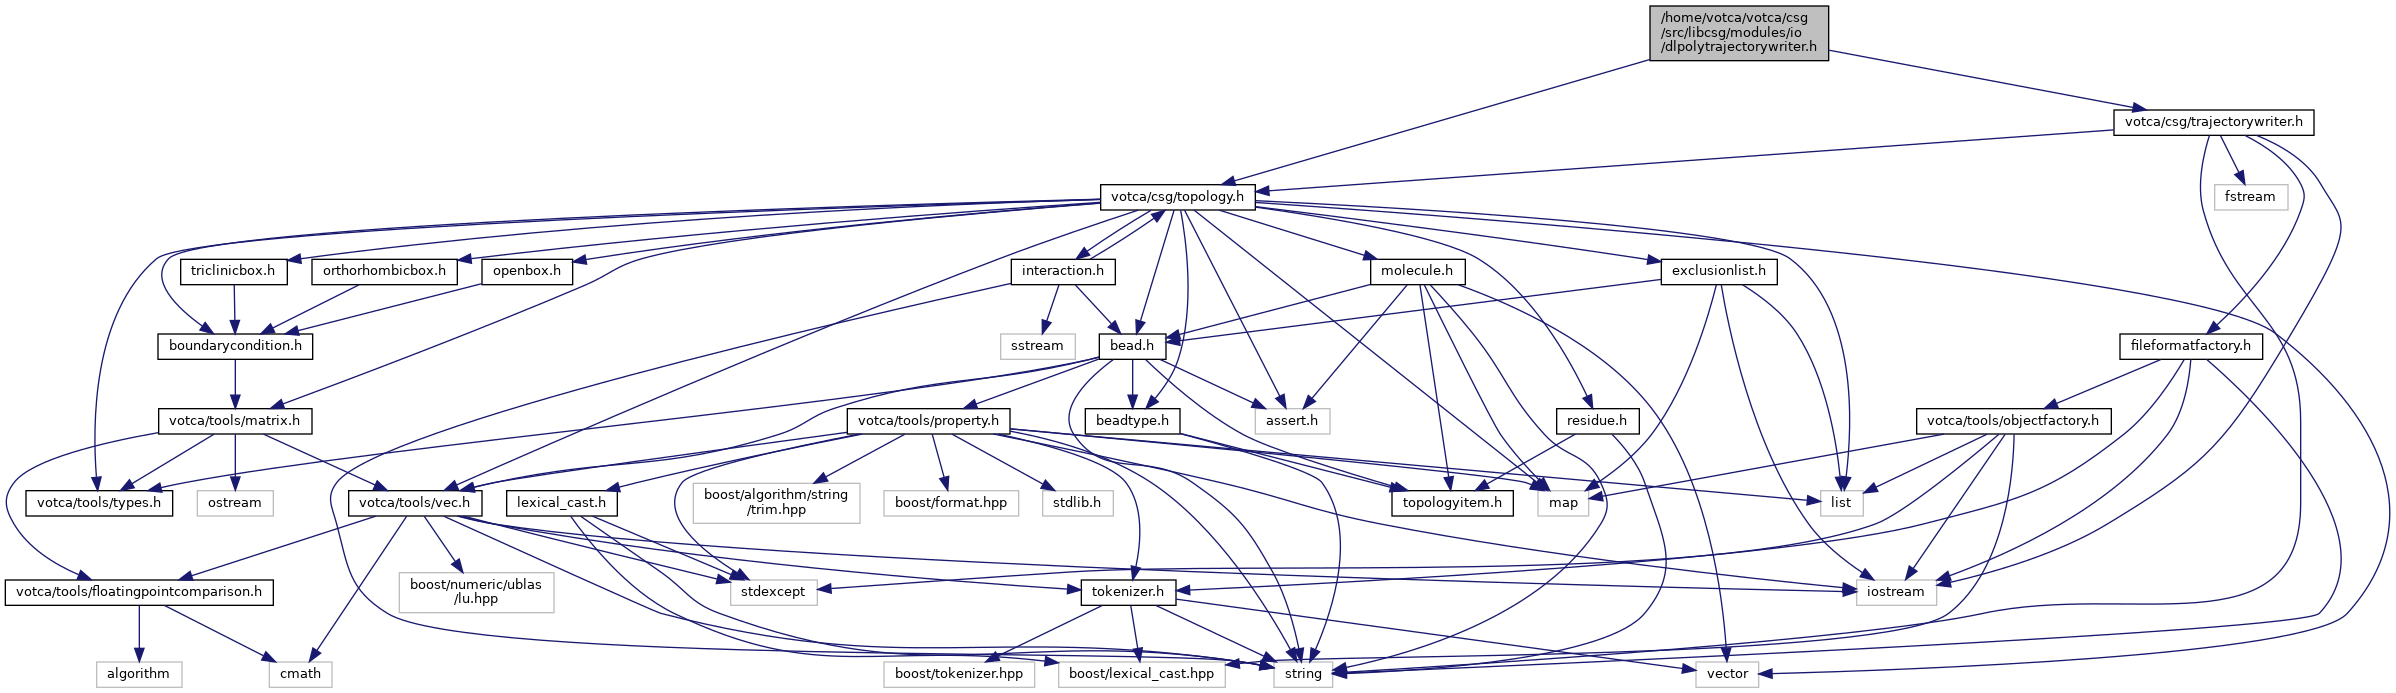 /home/votca/votca/csg
/src/libcsg/modules/io
/dlpolytrajectorywriter.h
votca/csg/trajectorywriter.h
votca/csg/topology.h
fstream
triclinicbox.h
orthorhombicbox.h
openbox.h
interaction.h
molecule.h
exclusionlist.h
boundarycondition.h
sstream
bead.h
fileformatfactory.h
votca/tools/matrix.h
votca/tools/property.h
beadtype.h
assert.h
residue.h
votca/tools/objectfactory.h
votca/tools/types.h
ostream
votca/tools/vec.h
lexical_cast.h
boost/algorithm/string
/trim.hpp
boost/format.hpp
stdlib.h
topologyitem.h
map
list
votca/tools/floatingpointcomparison.h
boost/numeric/ublas
/lu.hpp
stdexcept
tokenizer.h
iostream
algorithm
cmath
boost/tokenizer.hpp
boost/lexical_cast.hpp
string
vector